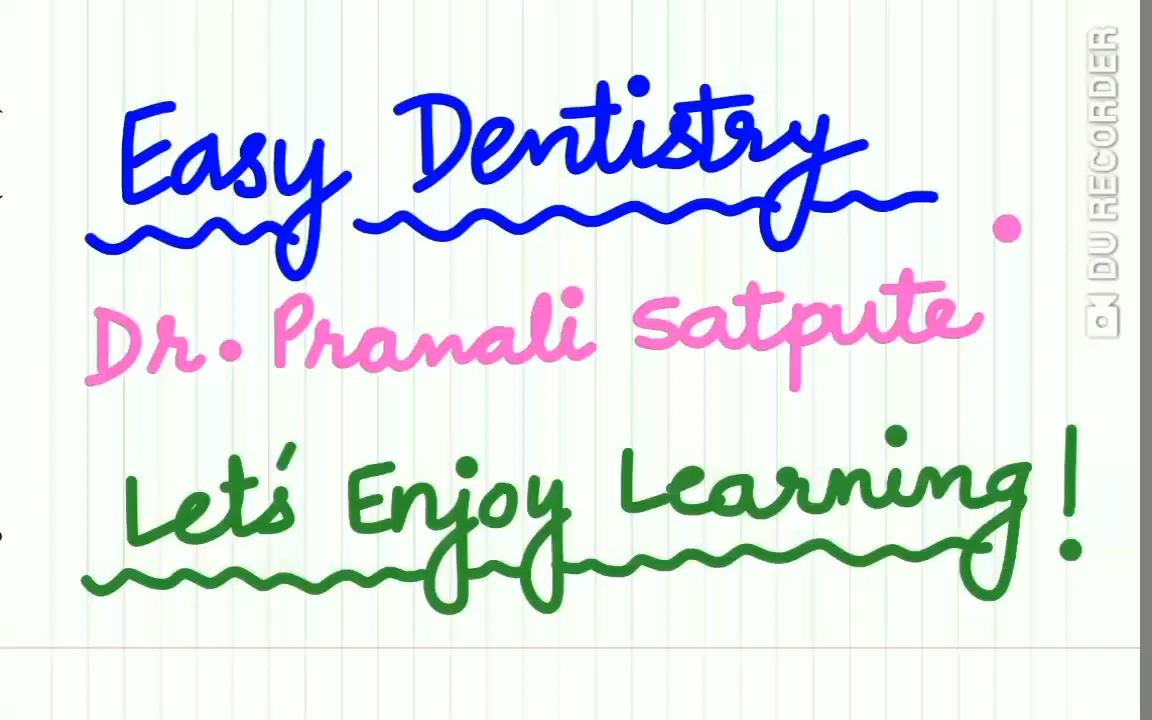 Easy Dentistry
Dr. Pranali Satpute
Let's Enjoy Learning!
DU RECORDER